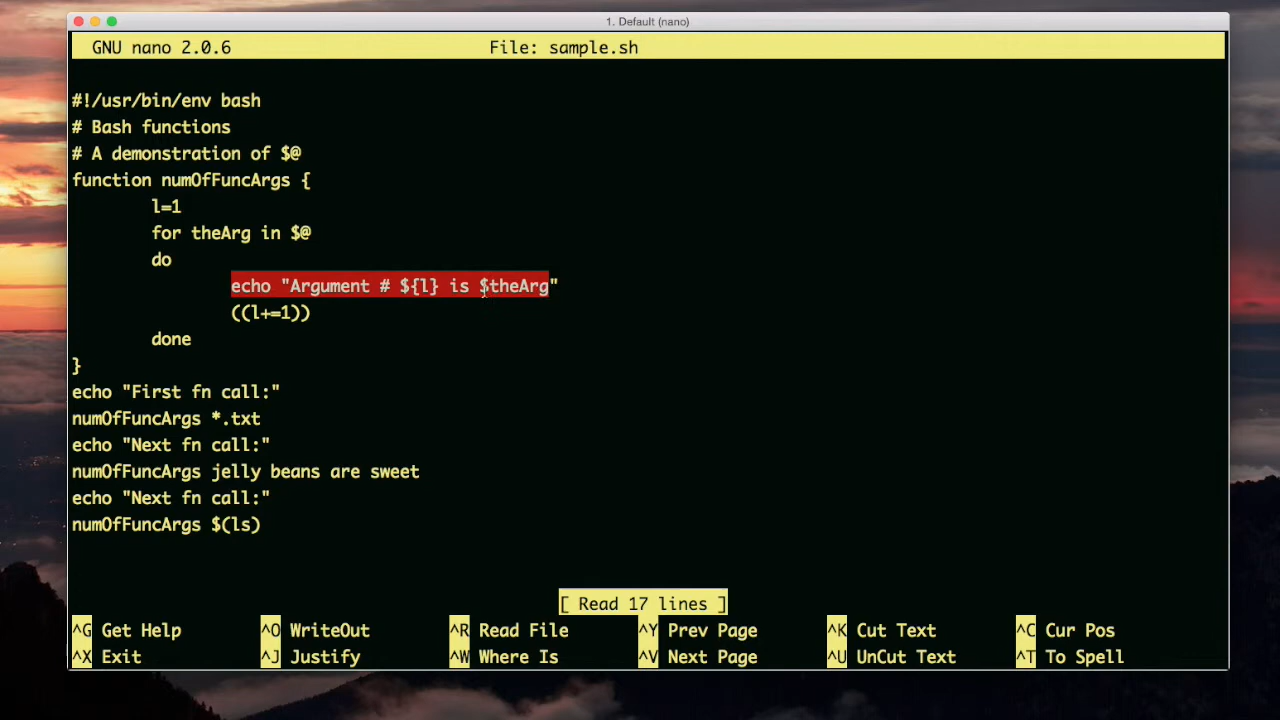 1. Default (nano)
GNU nano 2.0.6 File: sample.sh
#!/usr/bin/env bash
# Bash functions
# A demonstration of $@
function numOfFuncArgs {
l=1
for theArg in $@
do
echo "Argument # ${l} is $theArg"
((l+=1))
done
}
echo "First fn call:"
numOfFuncArgs *.txt
echo "Next fn call:"
numOfFuncArgs jelly beans are sweet
echo "Next fn call:"
numOfFuncArgs $(ls)
[ Read 17 lines ]
^G Get Help ^O WriteOut ^R Read File ^Y Prev Page ^K Cut Text ^C Cur Pos
^X Exit ^J Justify ^W Where Is ^V Next Page ^U UnCut Text ^T To Spell